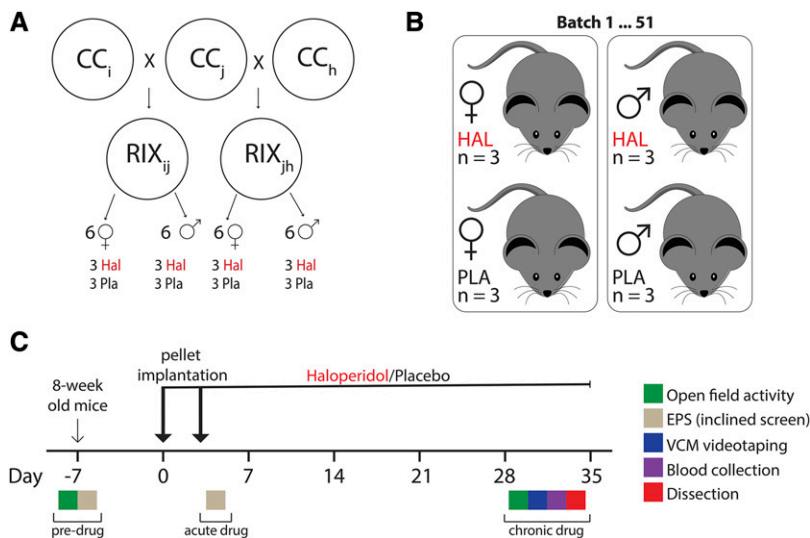 A
CCi X CCj X CCh
RIXij RIXjh
6 ♀ 6 ♂ 6 ♀ 6 ♂
3 Hal 3 Hal 3 Hal 3 Hal
3 Pla 3 Pla 3 Pla 3 Pla
B
Batch 1 ... 51
♀ ♂
HAL HAL
n = 3 n = 3
♀ ♂
PLA PLA
n = 3 n = 3
C
pellet
implantation
8-week
old mice
Haloperidol/Placebo
Day -7 0 7 14 21 28 35
pre-drug acute drug chronic drug
Open field activity
EPS (inclined screen)
VCM videotaping
Blood collection
Dissection